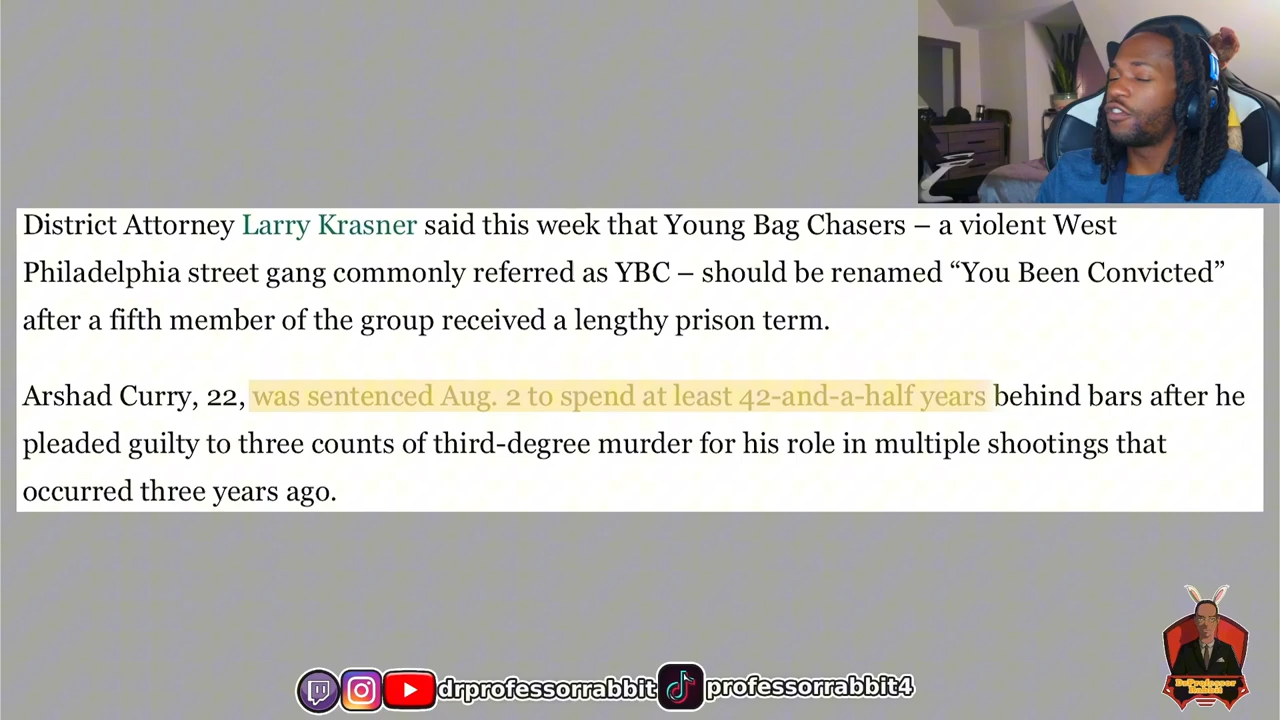 District Attorney Larry Krasner said this week that Young Bag Chasers – a violent West
Philadelphia street gang commonly referred as YBC – should be renamed “You Been Convicted”
after a fifth member of the group received a lengthy prison term.
Arshad Curry, 22, was sentenced Aug. 2 to spend at least 42-and-a-half years behind bars after he
pleaded guilty to three counts of third-degree murder for his role in multiple shootings that
occurred three years ago.
drprofessorrabbit
professorrabbit4
DrProfessor
Rabbit